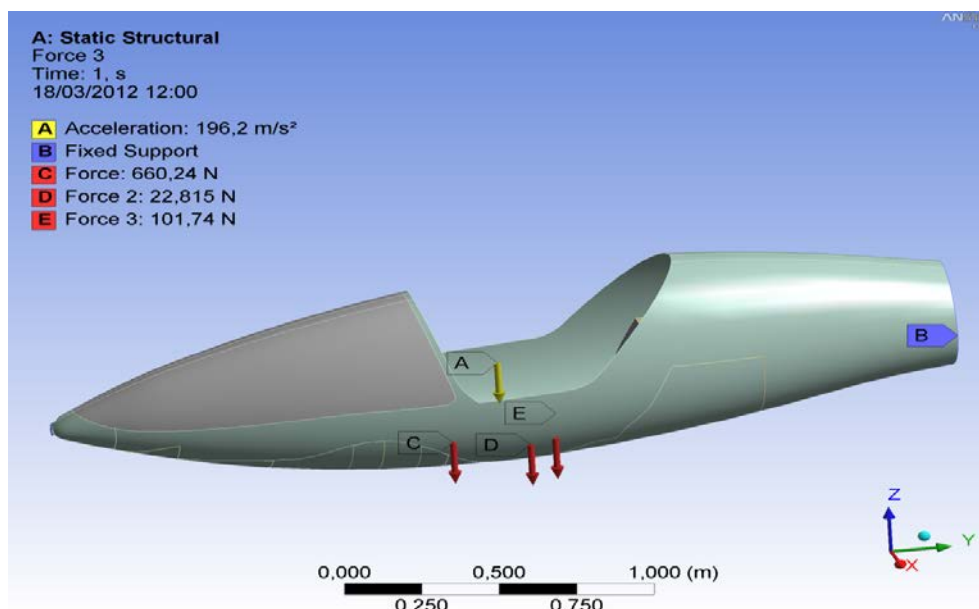 A: Static Structural
Force 3
Time: 1, s
18/03/2012 12:00
A Acceleration: 196,2 m/s²
B Fixed Support
C Force: 660,24 N
D Force 2: 22,815 N
E Force 3: 101,74 N
B
A
E
C
D
Z
Y
X
0,000 0,500 1,000 (m)
0.250 0.750